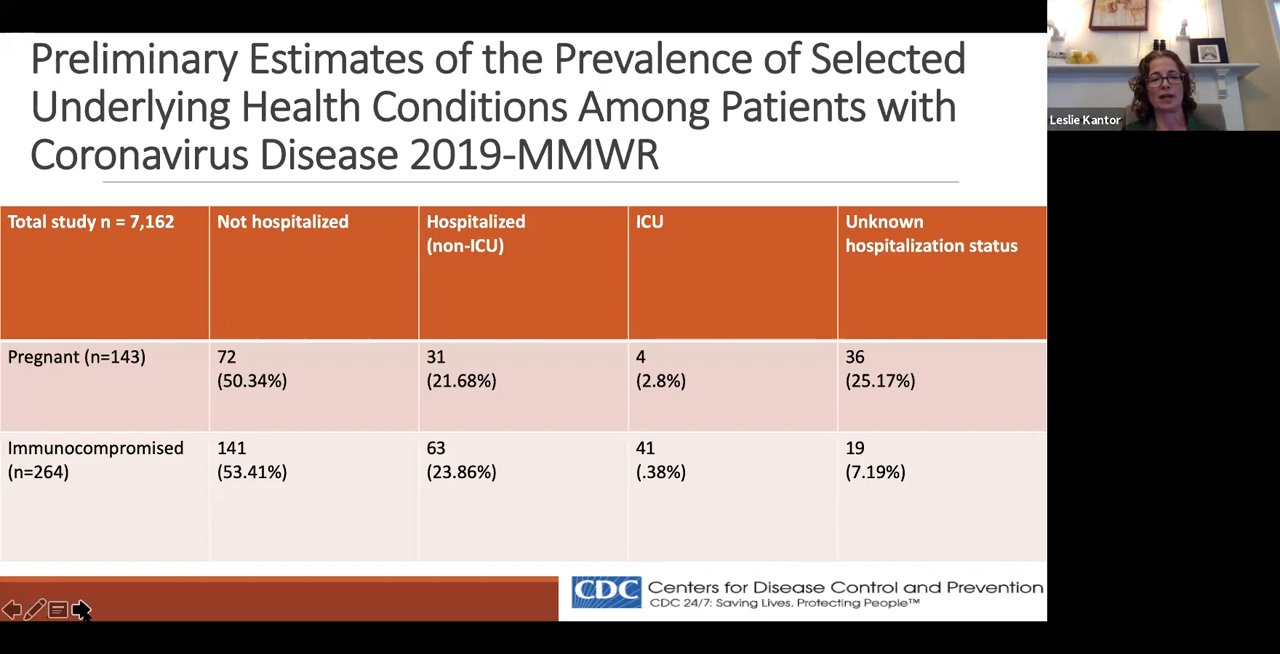 Preliminary Estimates of the Prevalence of Selected
Underlying Health Conditions Among Patients with
Coronavirus Disease 2019-MMWR
Leslie Kantor
Total study n = 7,162
Not hospitalized
Hospitalized
(non-ICU)
ICU
Unknown
hospitalization status
Pregnant (n=143)
72
(50.34%)
31
(21.68%)
4
(2.8%)
36
(25.17%)
Immunocompromised
(n=264)
141
(53.41%)
63
(23.86%)
41
(.38%)
19
(7.19%)
CDC
Centers for Disease Control and Prevention
CDC 24/7: Saving Lives. Protecting People™